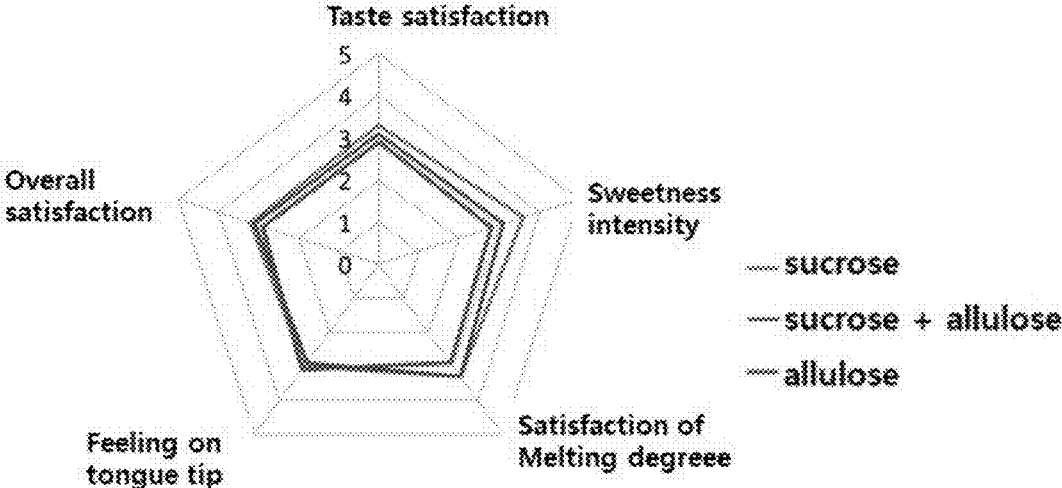 Taste satisfaction
5
4
3
2
1
0
Overall
satisfaction
Sweetness
intensity
Feeling on
tongue tip
Satisfaction of
Melting degreee
sucrose
sucrose + allulose
allulose